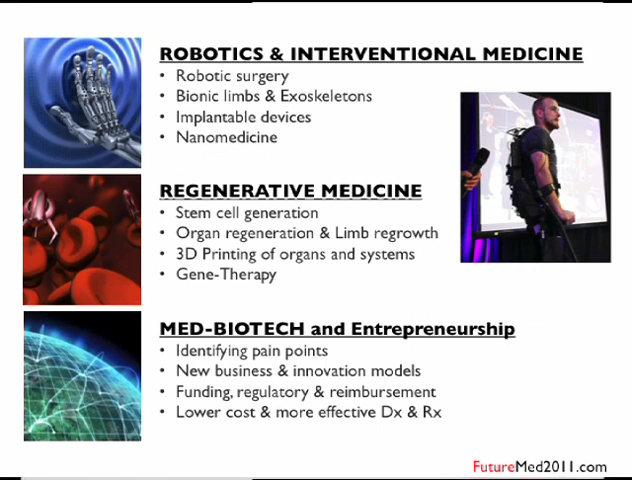 ROBOTICS & INTERVENTIONAL MEDICINE
• Robotic surgery
• Bionic limbs & Exoskeletons
• Implantable devices
• Nanomedicine
REGENERATIVE MEDICINE
• Stem cell generation
• Organ regeneration & Limb regrowth
• 3D Printing of organs and systems
• Gene-Therapy
MED-BIOTECH and Entrepreneurship
• Identifying pain points
• New business & innovation models
• Funding, regulatory & reimbursement
• Lower cost & more effective Dx & Rx
FutureMed2011.com